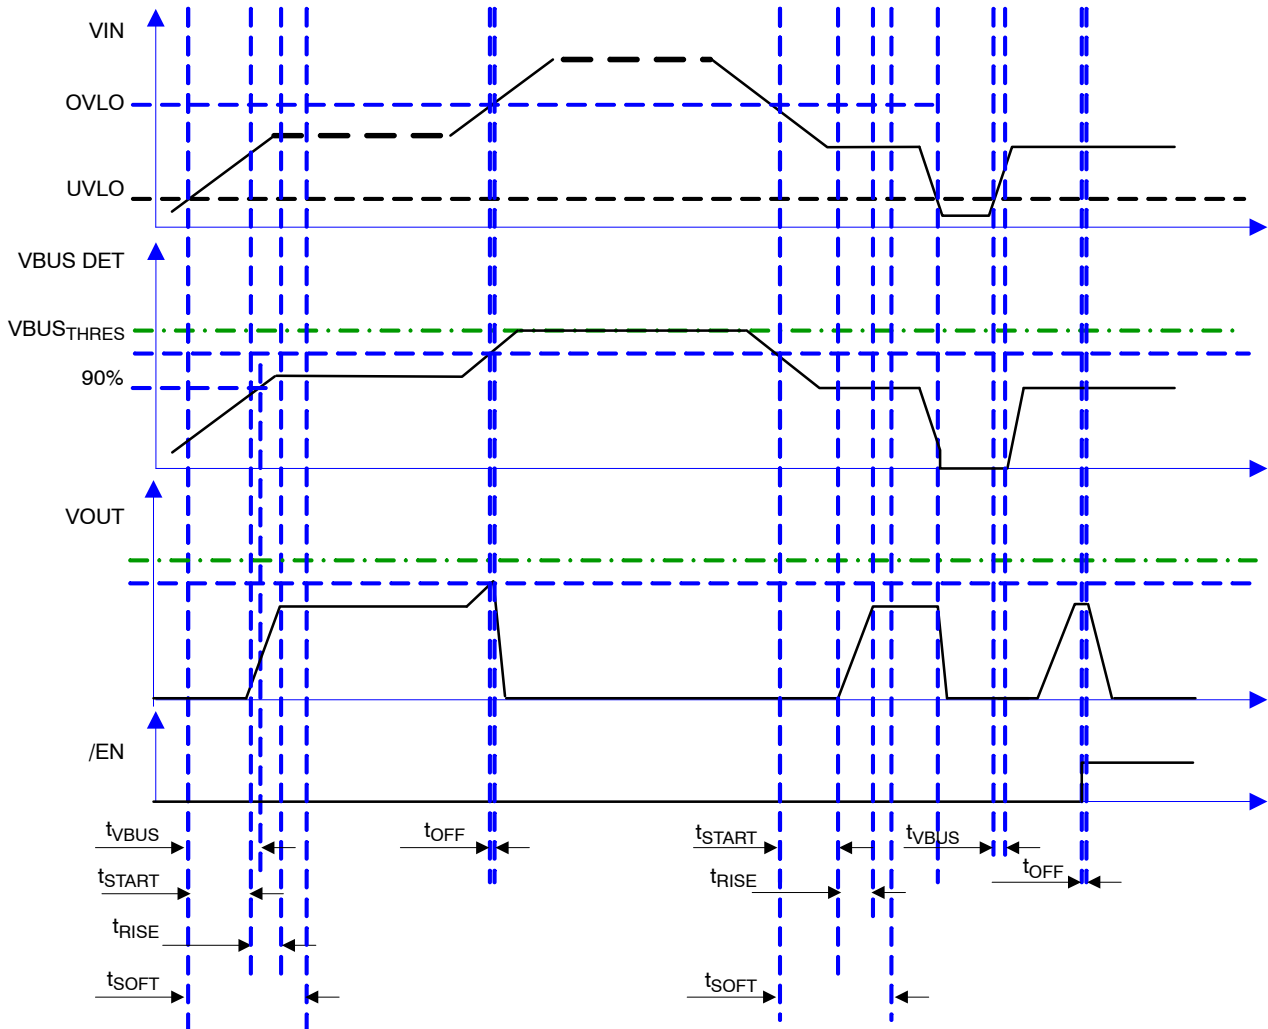 VIN
OVLO
UVLO
VBUS DET
VBUSTHRES
90%
VOUT
/EN
tVBUS
tOFF
tSTART
tVBUS
tSTART
tRISE
tOFF
tRISE
tSOFT
tSOFT